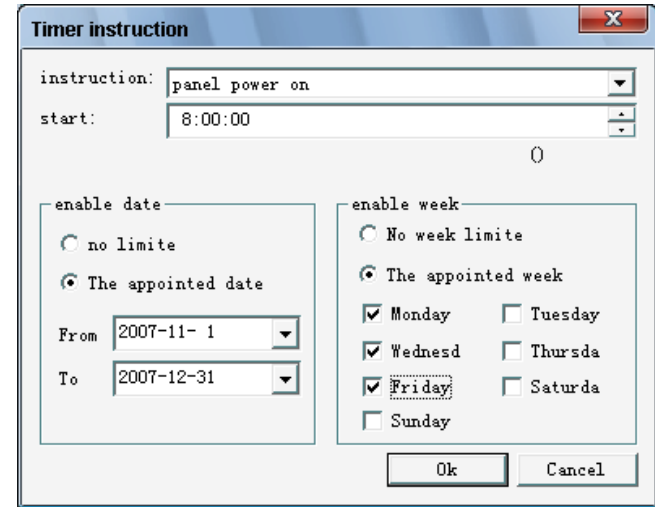 Timer instruction
instruction: panel power on
start: 8:00:00
()
enable date
no limite
The appointed date
From 2007-11- 1
To 2007-12-31
enable week
No week limite
The appointed week
Monday Tuesday
Wednesd Thursda
Friday Saturda
Sunday
Ok Cancel